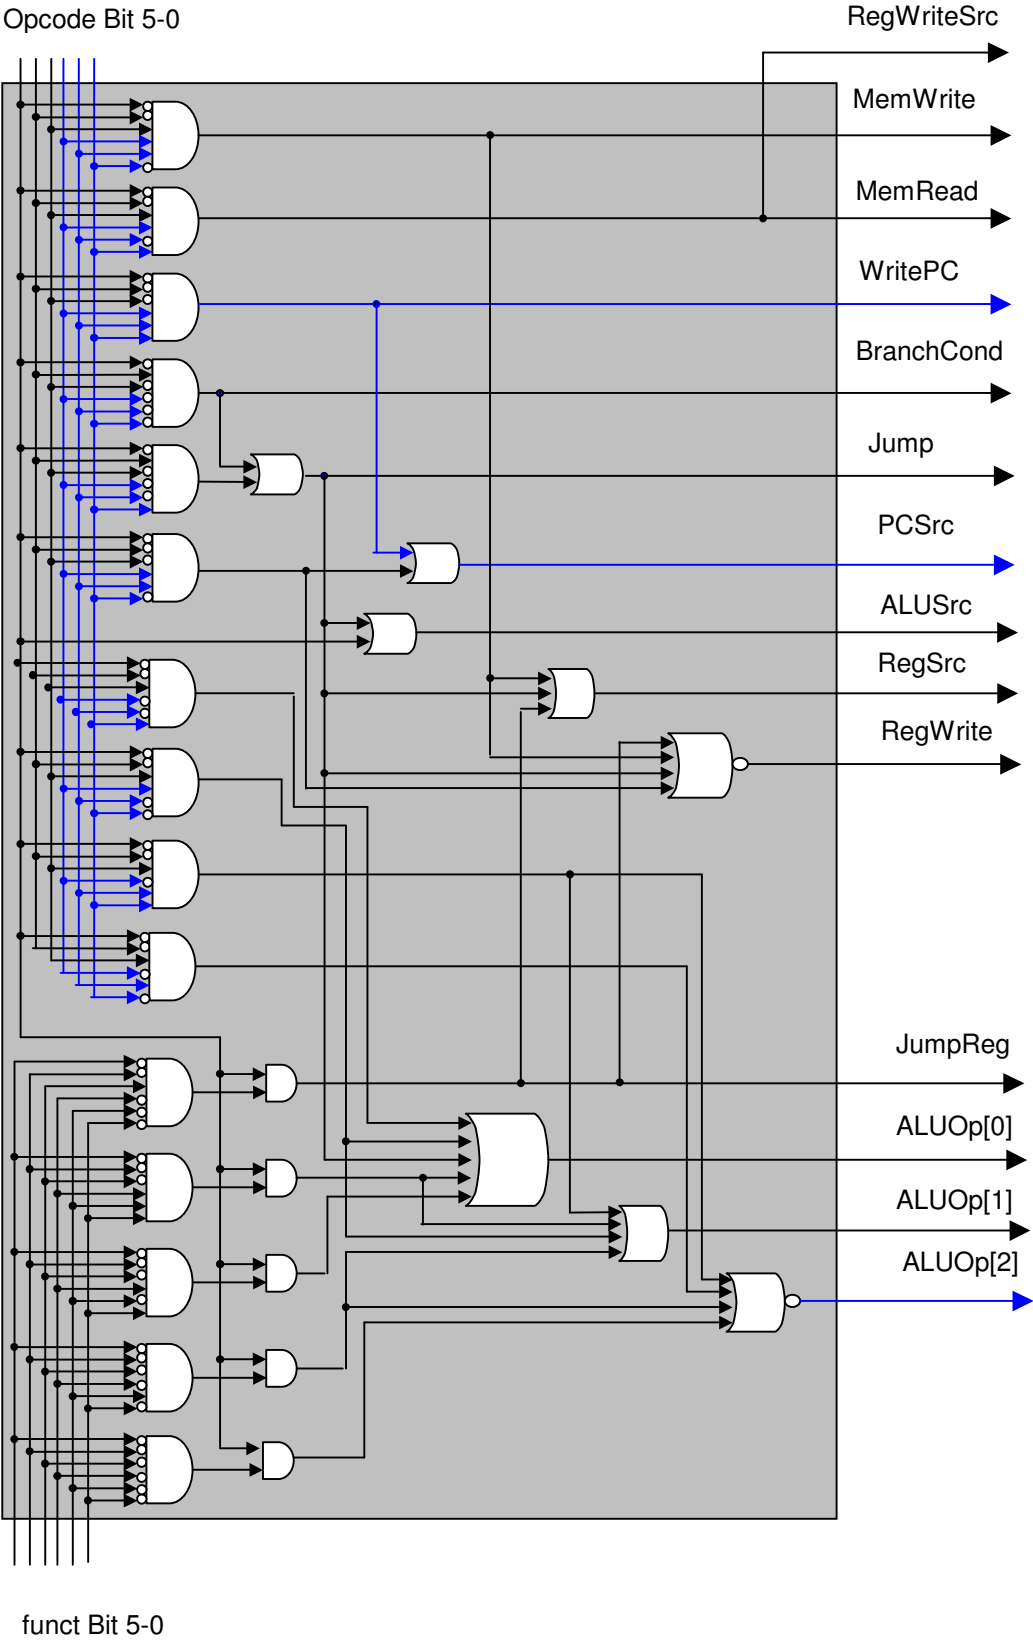 Opcode Bit 5-0
RegWriteSrc
MemWrite
MemRead
WritePC
BranchCond
Jump
PCSrc
ALUSrc
RegSrc
RegWrite
JumpReg
ALUOp[0]
ALUOp[1]
ALUOp[2]
funct Bit 5-0